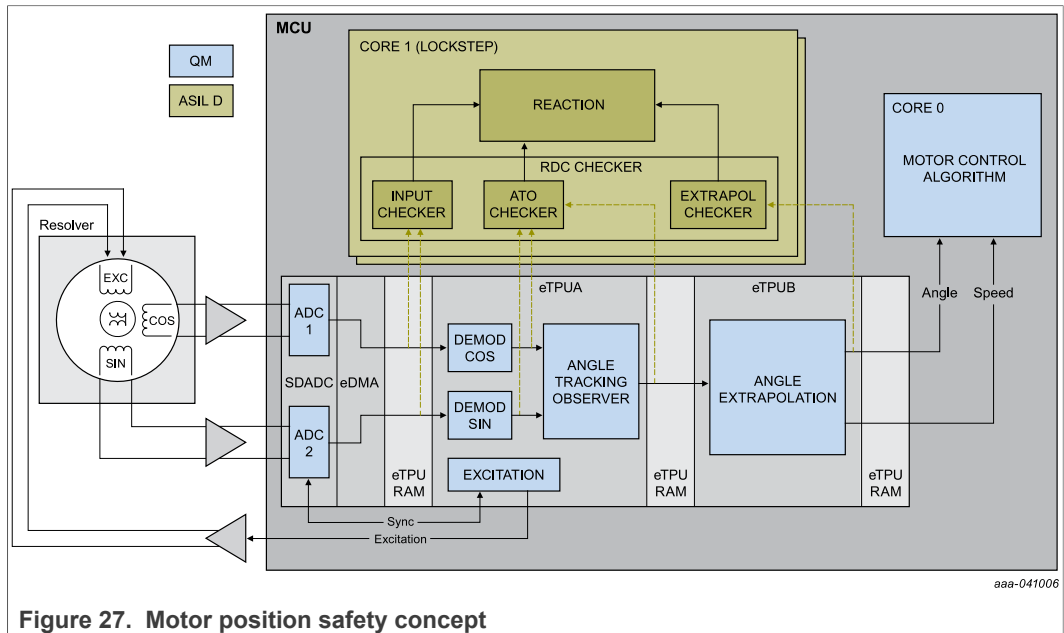 MCU
QM
ASIL D
CORE 1 (LOCKSTEP)
REACTION
RDC CHECKER
INPUT
CHECKER
ATO
CHECKER
EXTRAPOL
CHECKER
CORE 0
MOTOR CONTROL
ALGORITHM
Resolver
EXC
COS
SIN
ADC
1
SDADC
ADC
2
eDMA
eTPU
RAM
eTPUA
DEMOD
COS
DEMOD
SIN
ANGLE
TRACKING
OBSERVER
EXCITATION
eTPU
RAM
eTPUB
ANGLE
EXTRAPOLATION
eTPU
RAM
Angle
Speed
Sync
Excitation
aaa-041006
Figure 27. Motor position safety concept